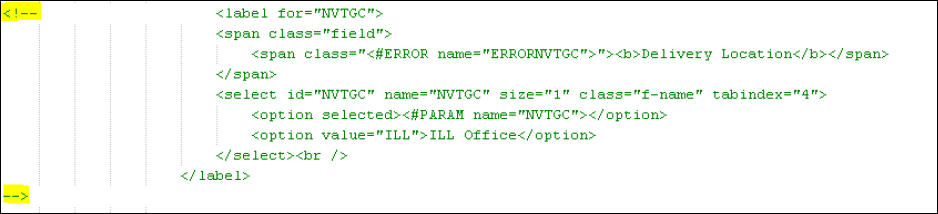 <!-- <label for="NVTGC">
<span class="field">
<span class="<#ERROR name="ERRORNVTGC">"><b>Delivery Location</b></span>
</span>
<select id="NVTGC" name="NVTGC" size="1" class="f-name" tabindex="4">
<option selected><#PARAM name="NVTGC"></option>
<option value="ILL">ILL Office</option>
</select><br />
</label>
-->